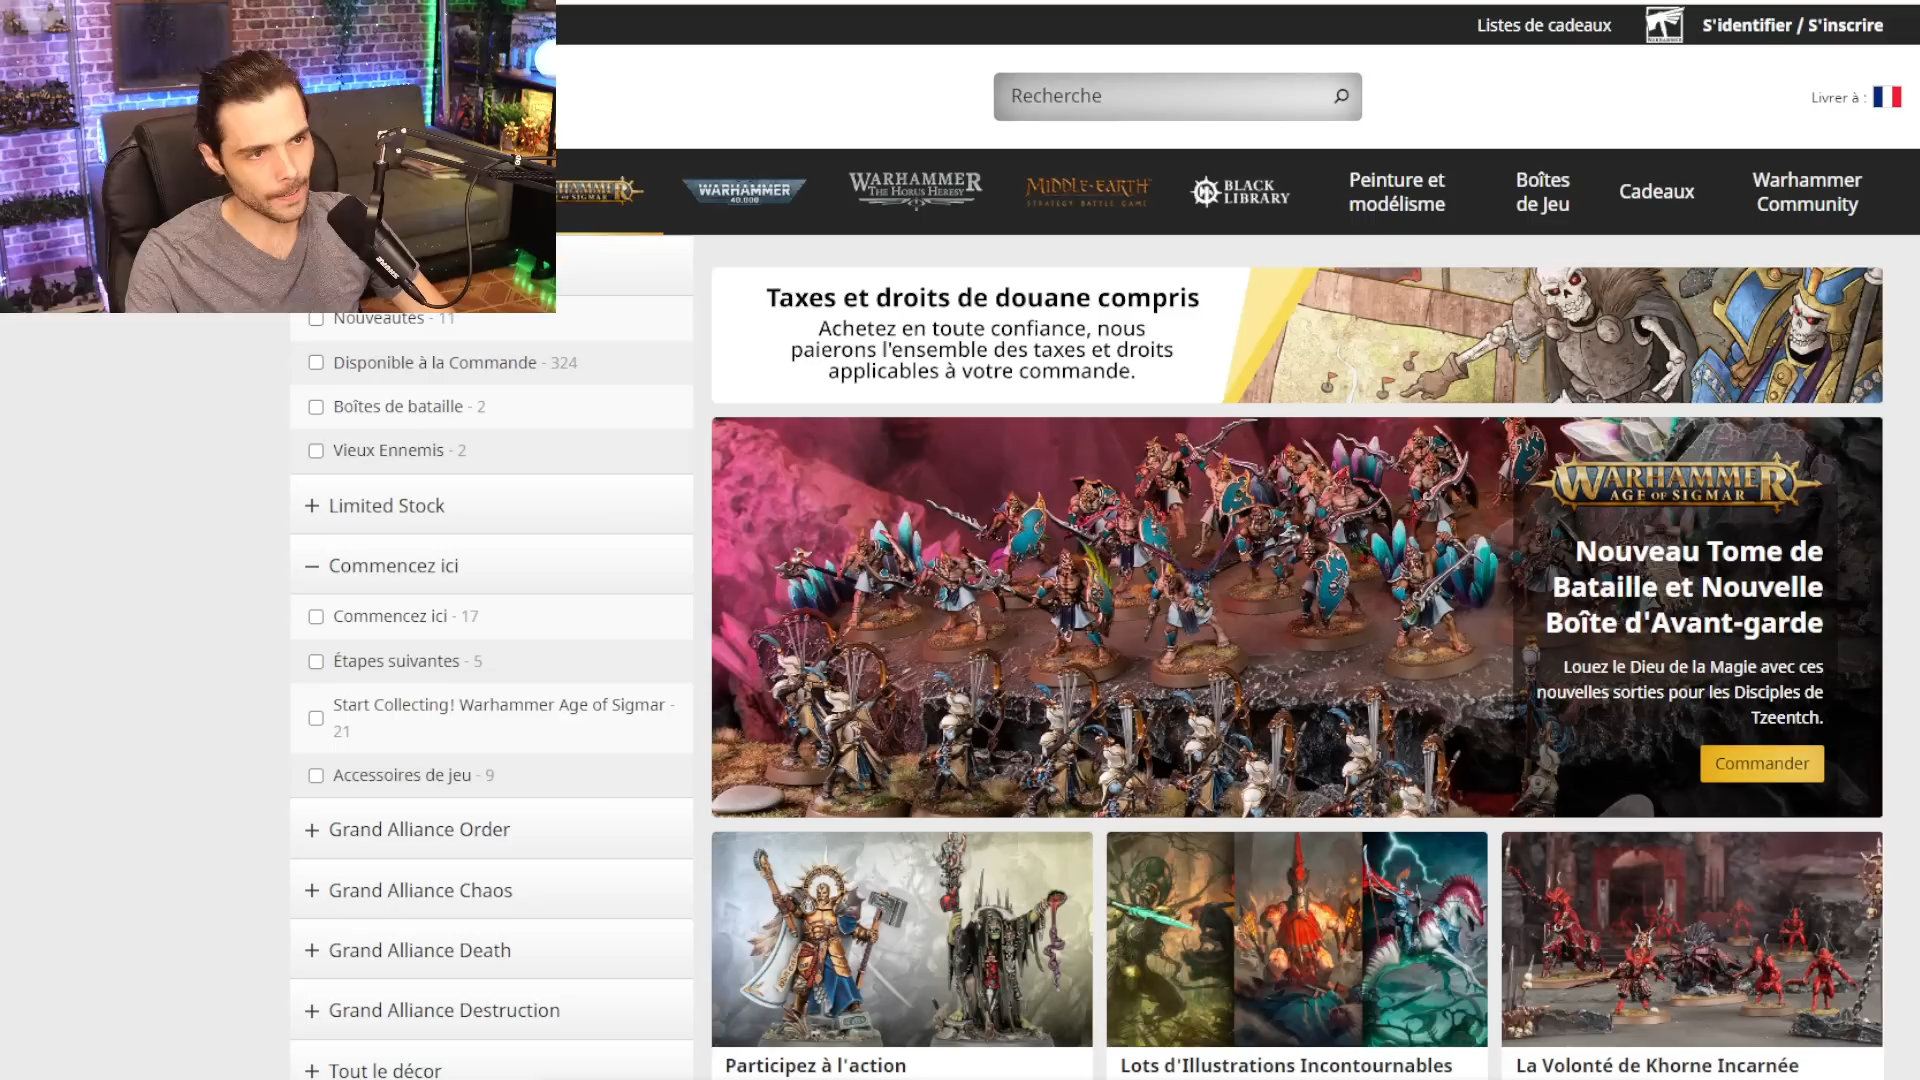 Listes de cadeaux
S'identifier / S'inscrire
Recherche
Livrer à :
WARHAMMER
40,000
WARHAMMER
THE HORUS HERESY
MIDDLE-EARTH
STRATEGY BATTLE GAME
BLACK
LIBRARY
Peinture et
modélisme
Boîtes
de Jeu
Cadeaux
Warhammer
Community
Nouveautés - 11
Disponible à la Commande - 324
Boîtes de bataille - 2
Vieux Ennemis - 2
+ Limited Stock
— Commencez ici
Commencez ici - 17
Étapes suivantes - 5
Start Collecting! Warhammer Age of Sigmar -
21
Accessoires de jeu - 9
+ Grand Alliance Order
+ Grand Alliance Chaos
+ Grand Alliance Death
+ Grand Alliance Destruction
+ Tout le décor
Taxes et droits de douane compris
Achetez en toute confiance, nous
paierons l'ensemble des taxes et droits
applicables à votre commande.
WARHAMMER
AGE OF SIGMAR
Nouveau Tome de
Bataille et Nouvelle
Boîte d'Avant-garde
Louez le Dieu de la Magie avec ces
nouvelles sorties pour les Disciples de
Tzeentch.
Commander
Participez à l'action
Lots d'Illustrations Incontournables
La Volonté de Khorne Incarnée